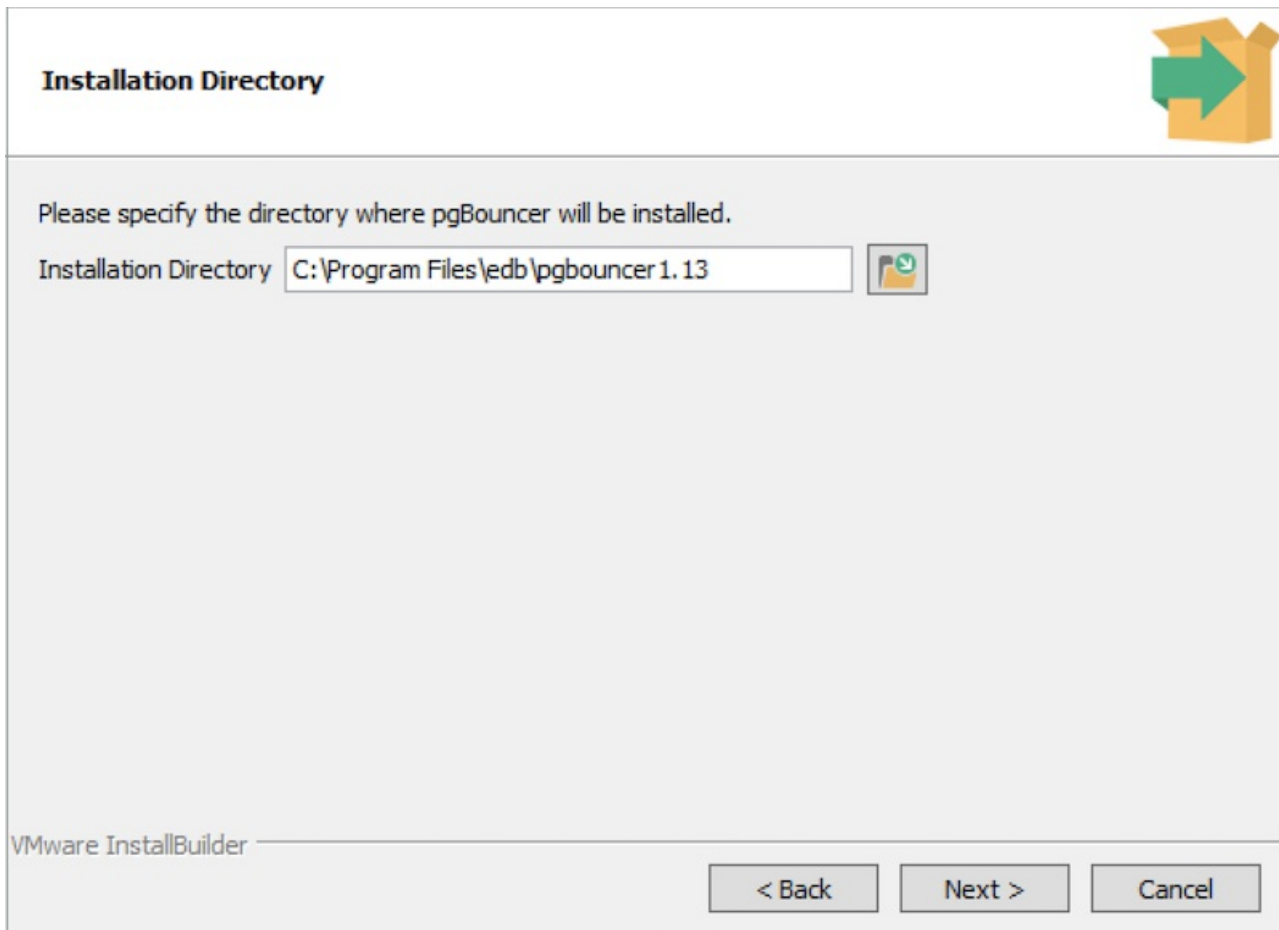 Installation Directory
Please specify the directory where pgBouncer will be installed.
Installation Directory C:\Program Files\edb\pgbouncer1.13
VMware InstallBuilder
< Back Next > Cancel